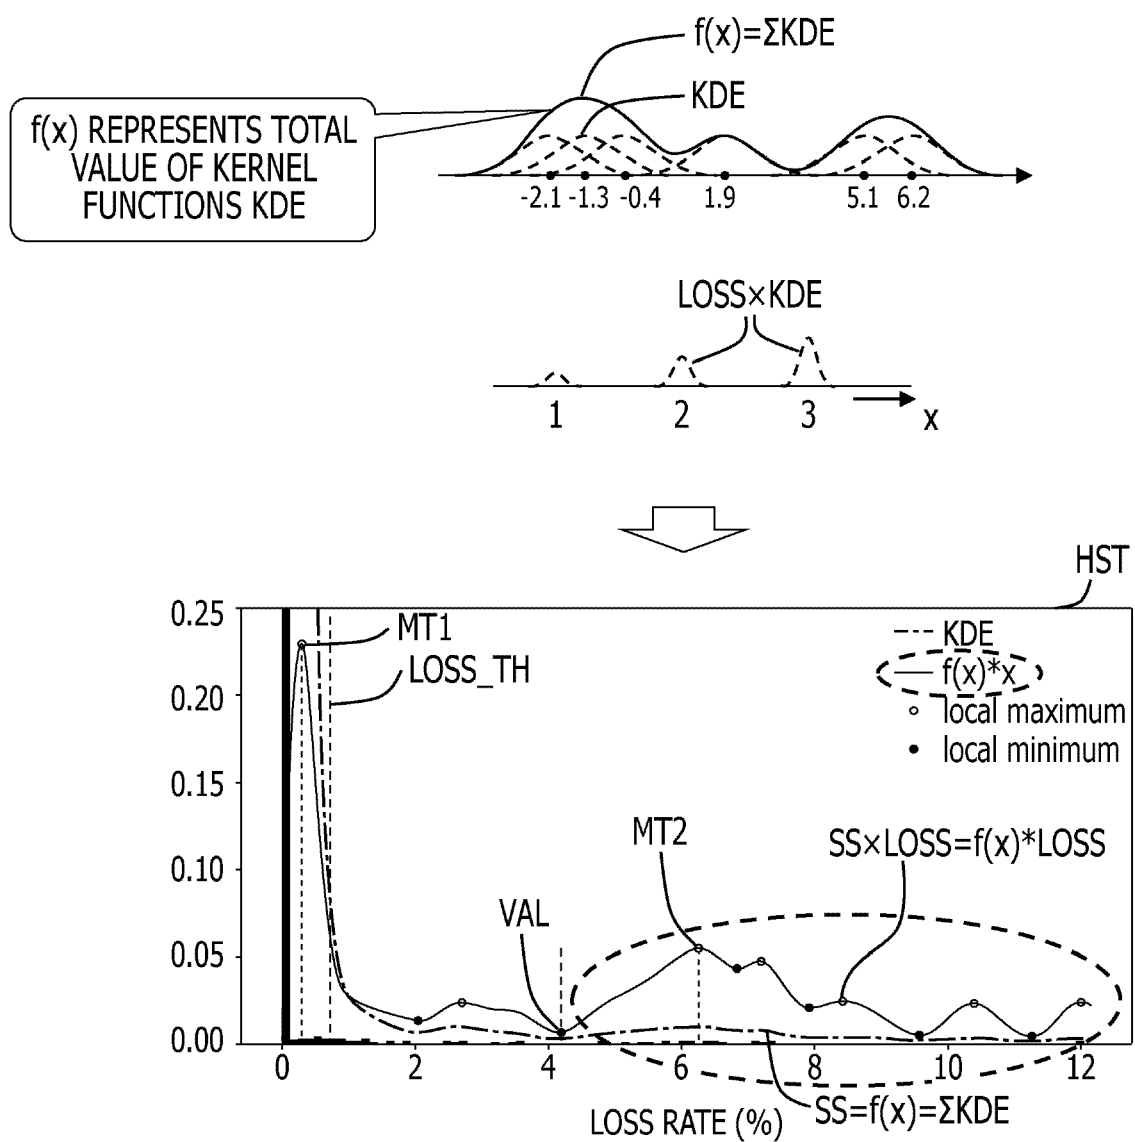 f(x)=ΣKDE
KDE
f(x) REPRESENTS TOTAL
VALUE OF KERNEL
FUNCTIONS KDE
-2.1 -1.3 -0.4 1.9 5.1 6.2
LOSS×KDE
1 2 3 x
HST
0.25
MT1
LOSS_TH
KDE
f(x)*x
local maximum
local minimum
0.20
0.15
MT2
SS×LOSS=f(x)*LOSS
0.10
VAL
0.05
0.00
0 2 4 6 8 10 12
LOSS RATE (%)
SS=f(x)=ΣKDE